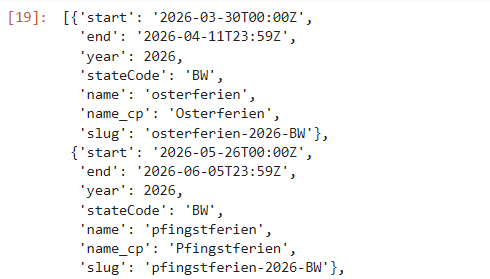 [19]: [{'start': '2026-03-30T00:00Z',
'end': '2026-04-11T23:59Z',
'year': 2026,
'stateCode': 'BW',
'name': 'osterferien',
'name_cp': 'Osterferien',
'slug': 'osterferien-2026-BW'},
{'start': '2026-05-26T00:00Z',
'end': '2026-06-05T23:59Z',
'year': 2026,
'stateCode': 'BW',
'name': 'pfingstferien',
'name_cp': 'Pfingstferien',
'slug': 'pfingstferien-2026-BW'},